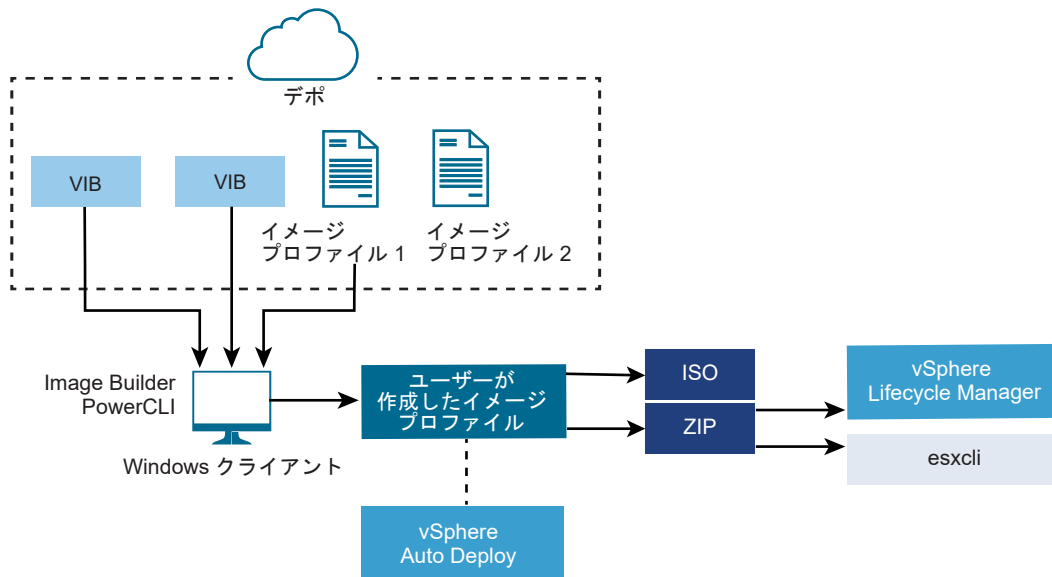 デポ
VIB
VIB
イメージ
プロファイル 1
イメージ
プロファイル 2
Image Builder
PowerCLI
Windows クライアント
ユーザーが
作成したイメージ
プロファイル
ISO
ZIP
vSphere
Lifecycle Manager
esxcli
vSphere
Auto Deploy